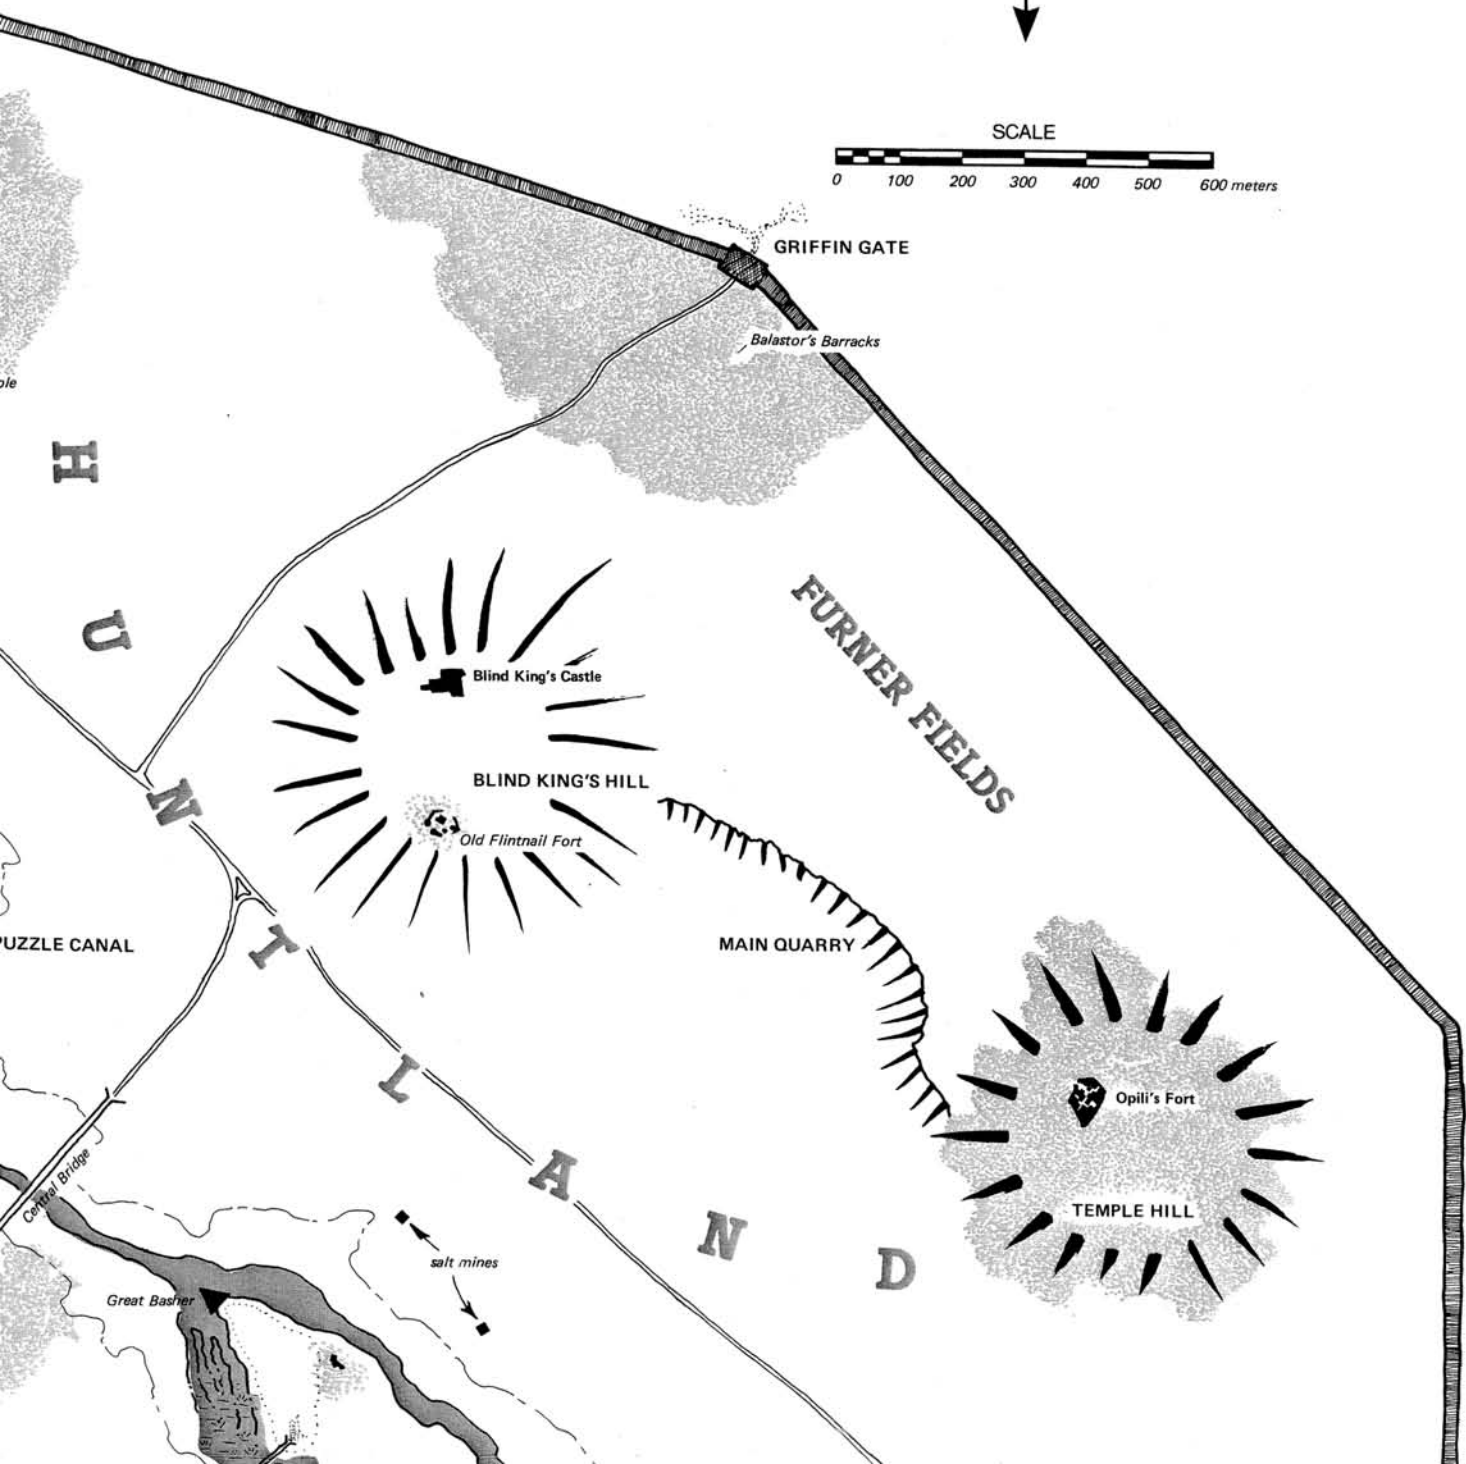 SCALE
0 100 200 300 400 500 600 meters
GRIFFIN GATE
Balastor's Barracks
ole
H
U
N
T
L
A
N
D
FURNER FIELDS
Blind King's Castle
BLIND KING'S HILL
Old Flintnail Fort
PUZZLE CANAL
MAIN QUARRY
Opili's Fort
TEMPLE HILL
Central Bridge
salt mines
Great Basher